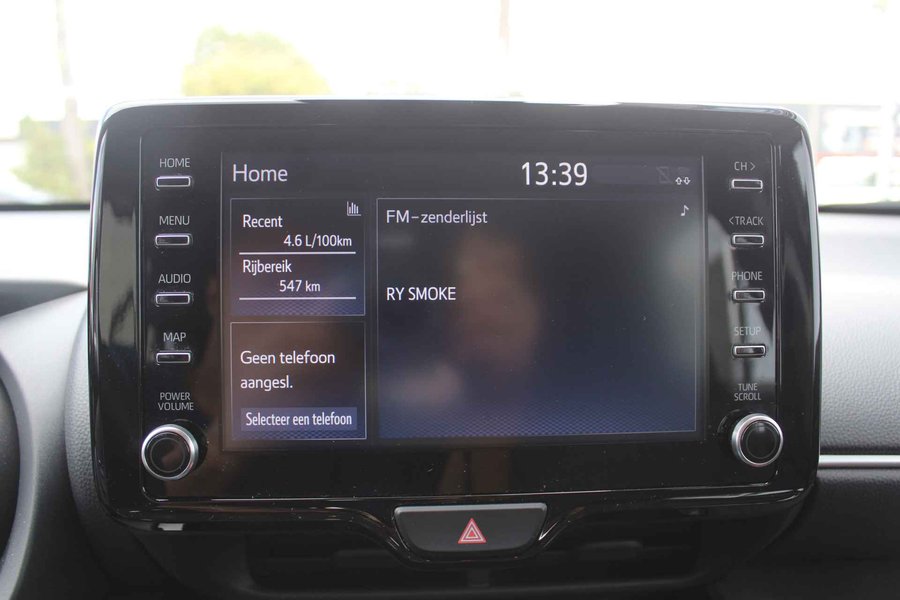 HOME
MENU
AUDIO
MAP
POWER
VOLUME
Home
13:39
Recent
4.6 L/100km
Rijbereik
547 km
Geen telefoon
aangesl.
Selecteer een telefoon
FM-zenderlijst
RY SMOKE
CH >
<TRACK
PHONE
SETUP
TUNE
SCROLL